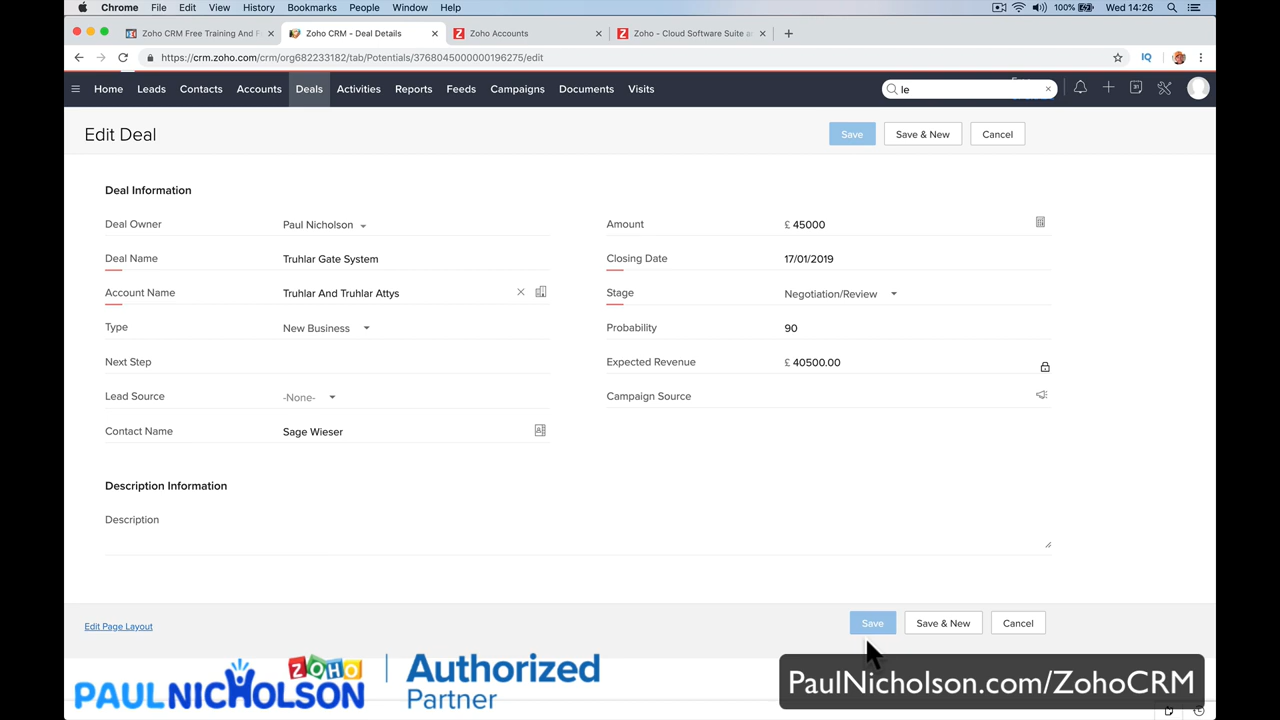 Chrome File Edit View History Bookmarks People Window Help 100% Wed 14:26
Zoho CRM Free Training And F Zoho CRM - Deal Details Zoho Accounts Zoho - Cloud Software Suite a
https://crm.zoho.com/crm/org682233182/tab/Potentials/3768045000000196275/edit IQ
Home Leads Contacts Accounts Deals Activities Reports Feeds Campaigns Documents Visits le
Edit Deal Save Save & New Cancel
Deal Information
Deal Owner Paul Nicholson Amount £ 45000
Deal Name Truhlar Gate System Closing Date 17/01/2019
Account Name Truhlar And Truhlar Attys Stage Negotiation/Review
Type New Business Probability 90
Next Step Expected Revenue £ 40500.00
Lead Source -None- Campaign Source
Contact Name Sage Wieser
Description Information
Description
Edit Page Layout Save Save & New Cancel
ZOHO
PAULNICHOLSON Authorized
Partner
PaulNicholson.com/ZohoCRM